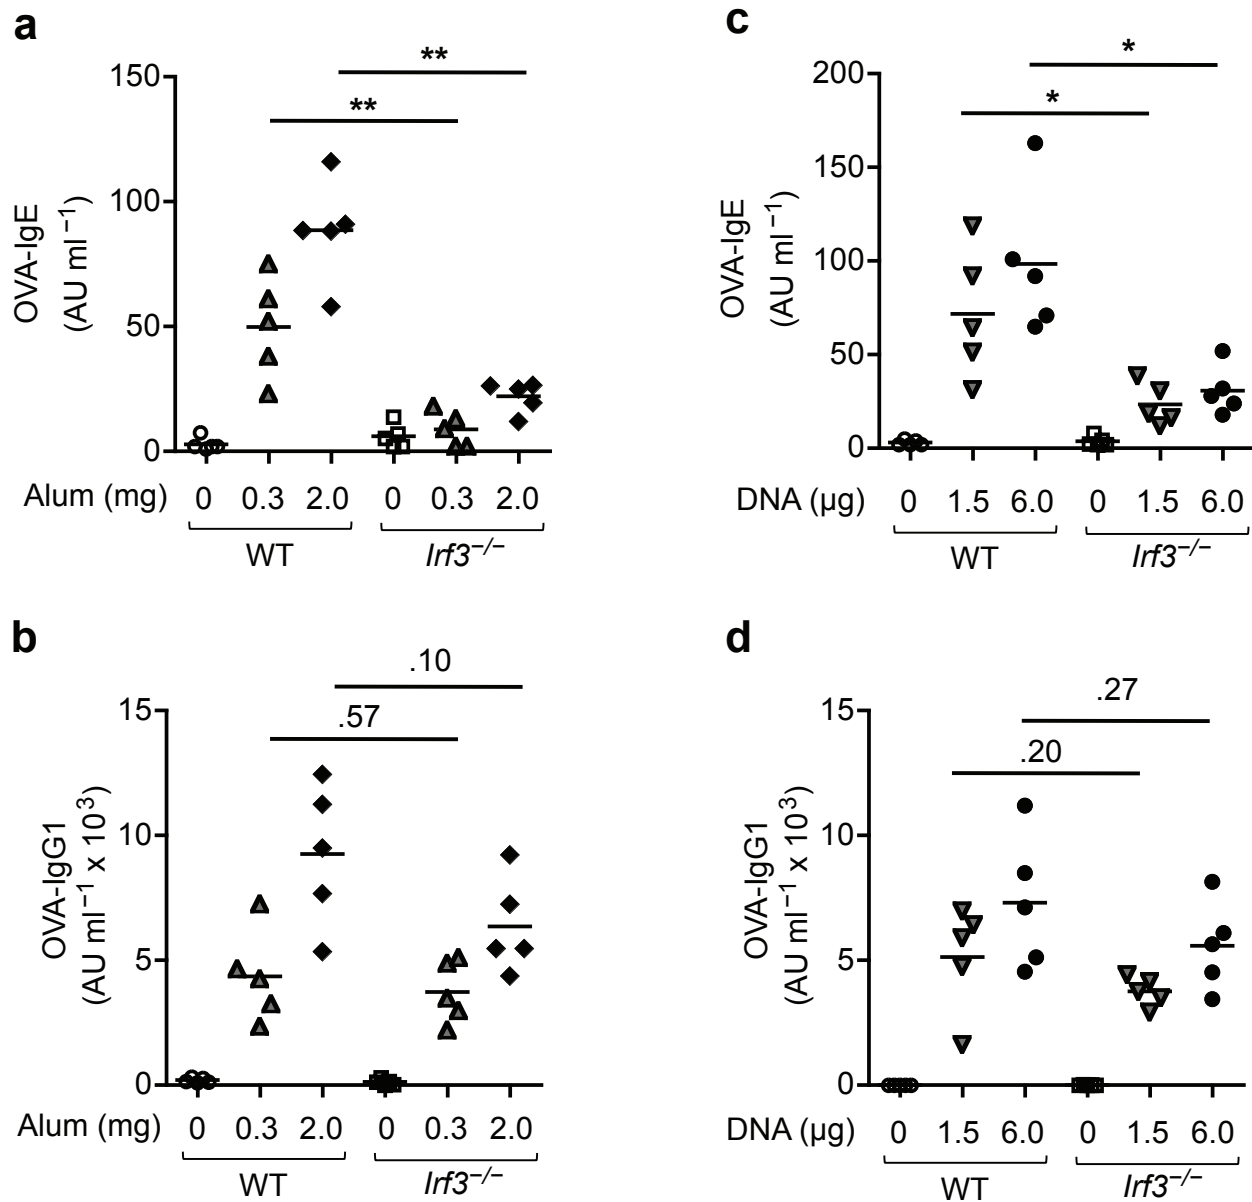 a
**
**
150
100
50
0
OVA-IgE
(AU ml⁻¹)
Alum (mg) 0 0.3 2.0 0 0.3 2.0
WT Irf3⁻/⁻
c
*
*
200
150
100
50
0
OVA-IgE
(AU ml⁻¹)
DNA (µg) 0 1.5 6.0 0 1.5 6.0
WT Irf3⁻/⁻
b
.10
.57
15
10
5
0
OVA-IgG1
(AU ml⁻¹ x 10³)
Alum (mg) 0 0.3 2.0 0 0.3 2.0
WT Irf3⁻/⁻
d
.27
.20
15
10
5
0
OVA-IgG1
(AU ml⁻¹ x 10³)
DNA (µg) 0 1.5 6.0 0 1.5 6.0
WT Irf3⁻/⁻